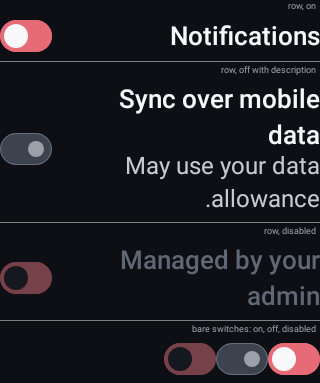 row, on
Notifications
row, off with description
Sync over mobile
data
May use your data
.allowance
row, disabled
Managed by your
admin
bare switches: on, off, disabled